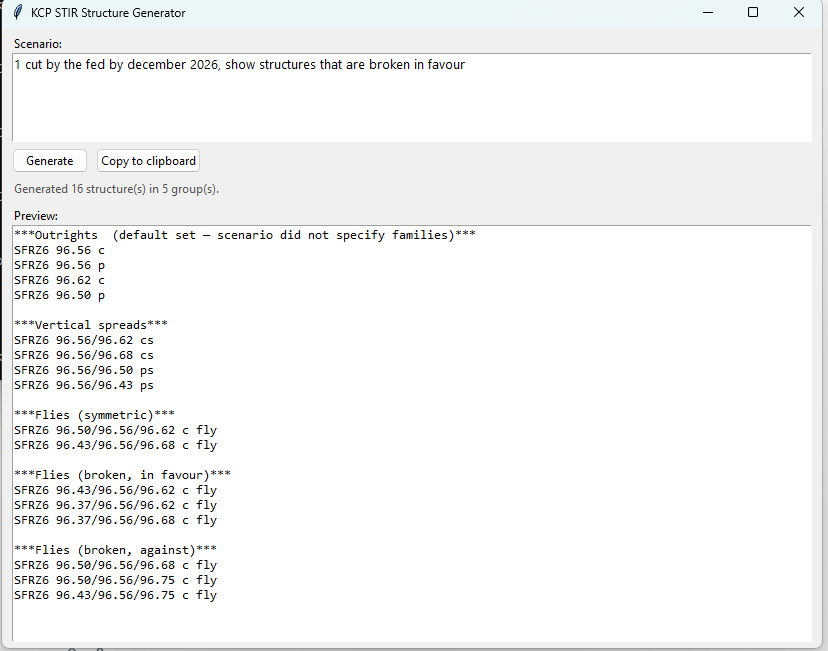 KCP STIR Structure Generator
Scenario:
1 cut by the fed by december 2026, show structures that are broken in favour
Generate Copy to clipboard
Generated 16 structure(s) in 5 group(s).
Preview:
***Outrights  (default set — scenario did not specify families)***
SFRZ6 96.56 c
SFRZ6 96.56 p
SFRZ6 96.62 c
SFRZ6 96.50 p

***Vertical spreads***
SFRZ6 96.56/96.62 cs
SFRZ6 96.56/96.68 cs
SFRZ6 96.56/96.50 ps
SFRZ6 96.56/96.43 ps

***Flies (symmetric)***
SFRZ6 96.50/96.56/96.62 c fly
SFRZ6 96.43/96.56/96.68 c fly

***Flies (broken, in favour)***
SFRZ6 96.43/96.56/96.62 c fly
SFRZ6 96.37/96.56/96.62 c fly
SFRZ6 96.37/96.56/96.68 c fly

***Flies (broken, against)***
SFRZ6 96.50/96.56/96.68 c fly
SFRZ6 96.50/96.56/96.75 c fly
SFRZ6 96.43/96.56/96.75 c fly